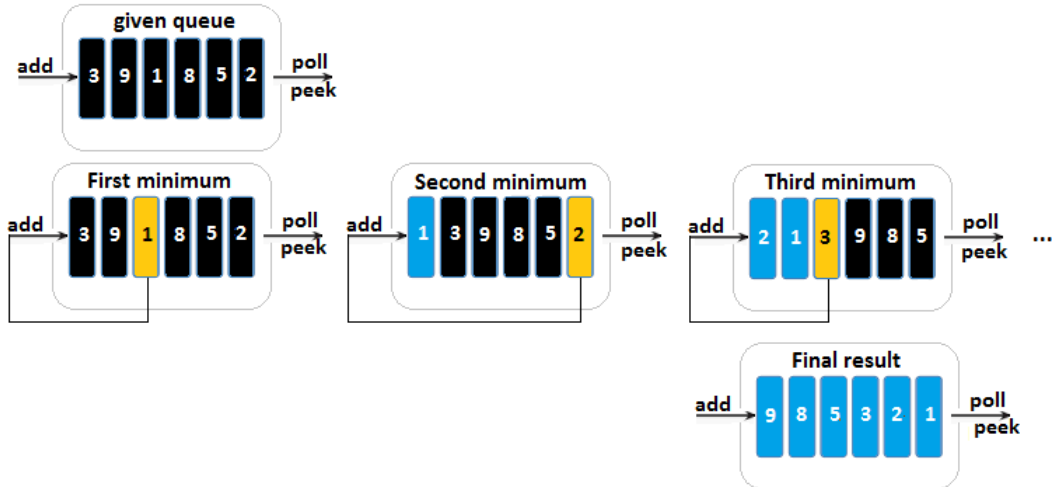 given queue
add 3 9 1 8 5 2 poll
peek
First minimum
add 3 9 1 8 5 2 poll
peek
Second minimum
add 1 3 9 8 5 2 poll
peek
Third minimum
add 2 1 3 9 8 5 poll
peek
...
Final result
add 9 8 5 3 2 1 poll
peek